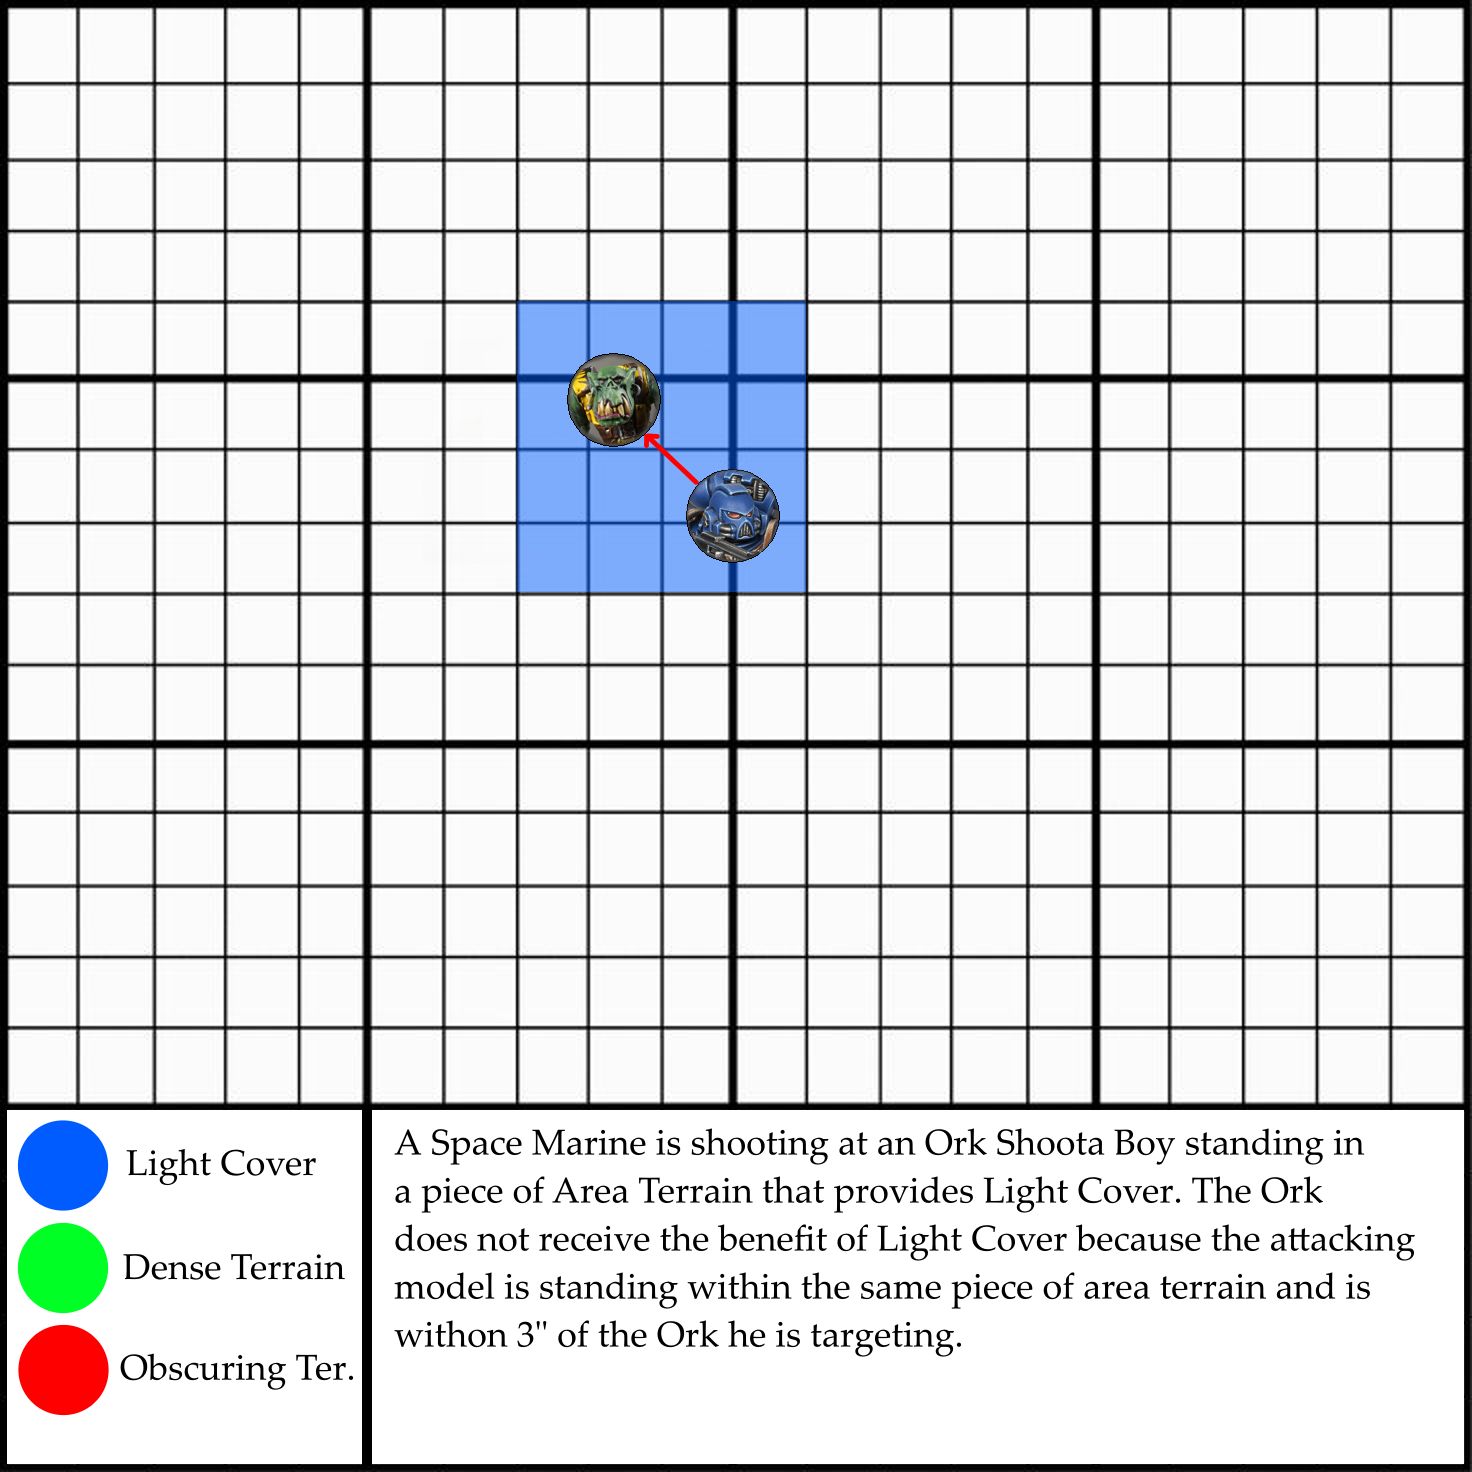 Light Cover
Dense Terrain
Obscuring Ter.
A Space Marine is shooting at an Ork Shoota Boy standing in
a piece of Area Terrain that provides Light Cover. The Ork
does not receive the benefit of Light Cover because the attacking
model is standing within the same piece of area terrain and is
withon 3" of the Ork he is targeting.